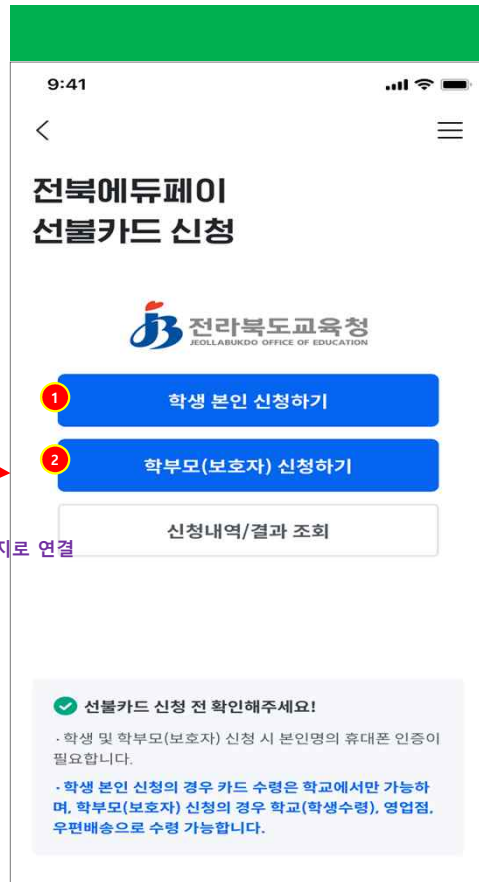 9:41
전북에듀페이
선불카드 신청
전라북도교육청
JEOLLABUKDO OFFICE OF EDUCATION
1
학생 본인 신청하기
2
학부모(보호자) 신청하기
신청내역/결과 조회
지로 연결
선불카드 신청 전 확인해주세요!
· 학생 및 학부모(보호자) 신청 시 본인명의 휴대폰 인증이
필요합니다.
· 학생 본인 신청의 경우 카드 수령은 학교에서만 가능하
며, 학부모(보호자) 신청의 경우 학교(학생수령), 영업점,
우편배송으로 수령 가능합니다.